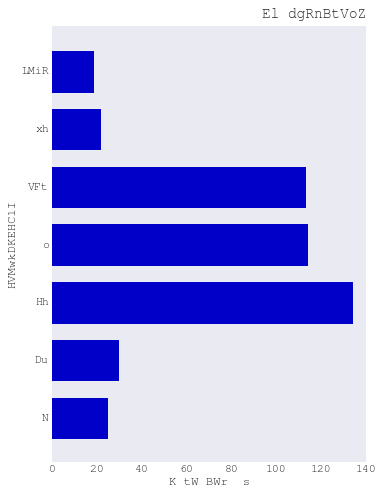 El dgRnBtVoZ
LMiR
xh
VFt
o
Hh
Du
N
HVMwkDKEHClI
0 20 40 60 80 100 120 140
K tW BWr  s